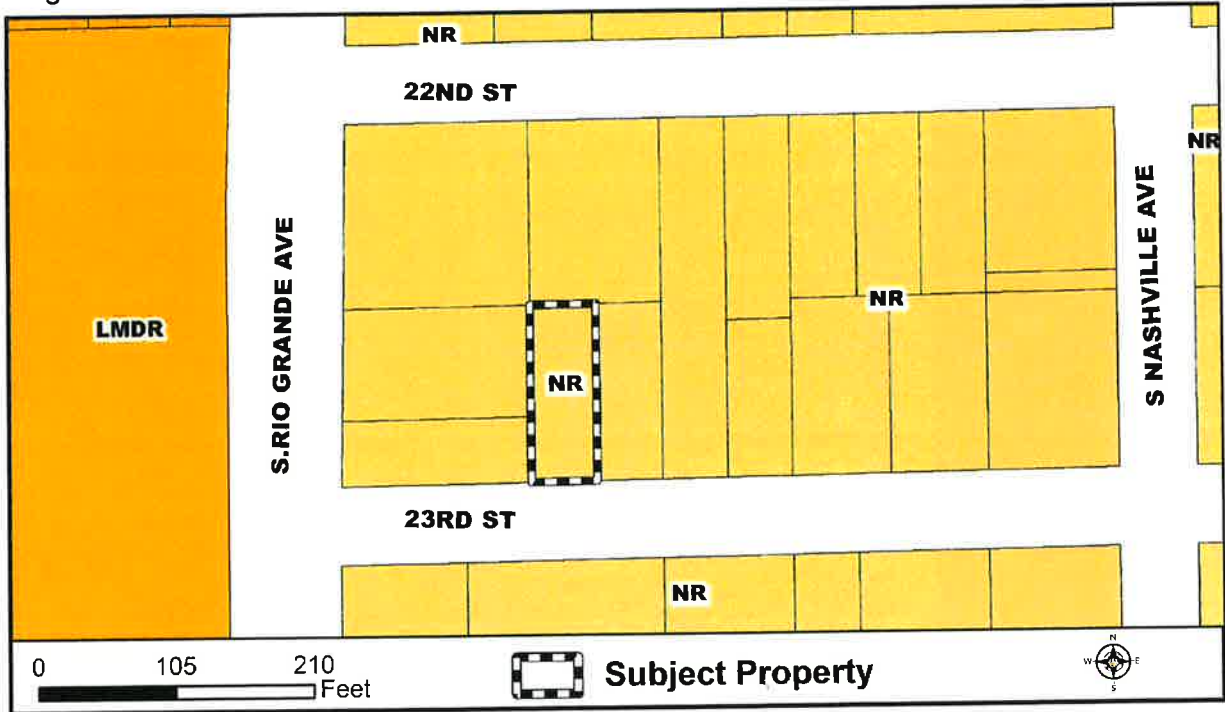 NR
22ND ST
NR
S.RIO GRANDE AVE
S NASHVILLE AVE
LMDR
NR
NR
23RD ST
NR
0 105 210
Feet
Subject Property
N
W E
S